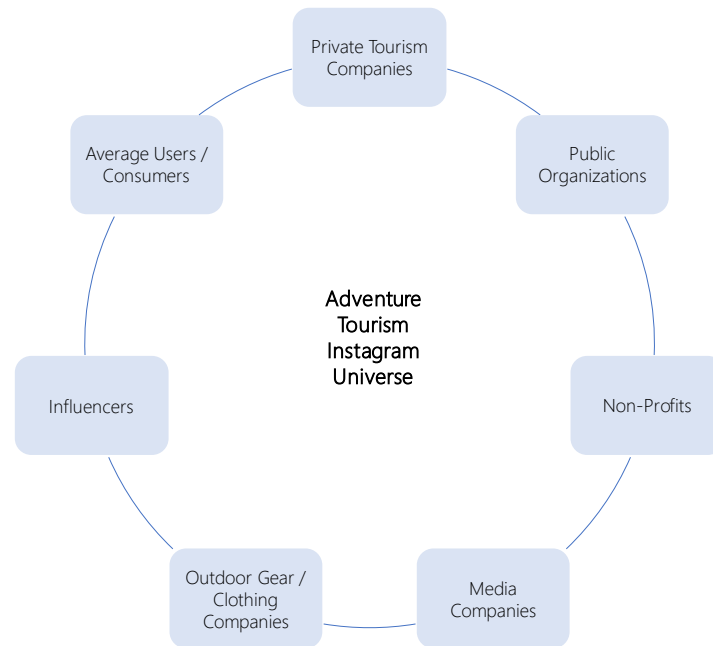 Private Tourism
Companies
Average Users /
Consumers
Public
Organizations
Adventure
Tourism
Instagram
Universe
Influencers
Non-Profits
Outdoor Gear /
Clothing
Companies
Media
Companies